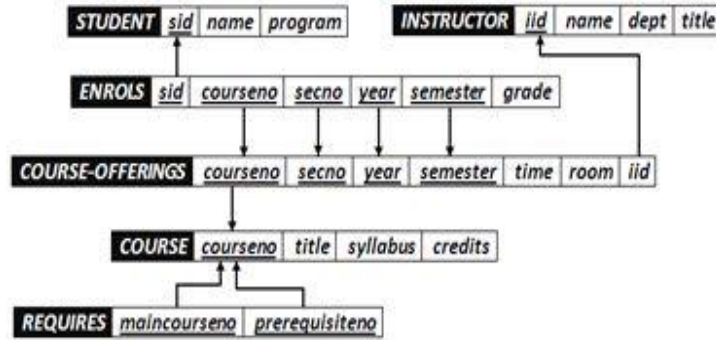 STUDENT sid name program INSTRUCTOR iid name dept title
ENROLS sid courseno secno year semester grade
COURSE-OFFERINGS courseno secno year semester time room iid
COURSE courseno title syllabus credits
REQUIRES maincourseno prerequisiteno